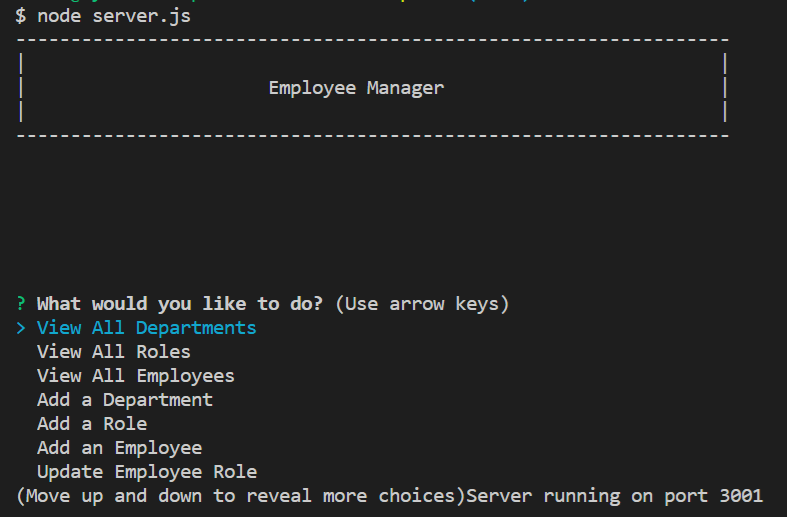 $ node server.js
-----------------------------------------------------------------
|                                                                |
|                      Employee Manager                          |
|                                                                |
-----------------------------------------------------------------
? What would you like to do? (Use arrow keys)
> View All Departments
  View All Roles
  View All Employees
  Add a Department
  Add a Role
  Add an Employee
  Update Employee Role
(Move up and down to reveal more choices)Server running on port 3001